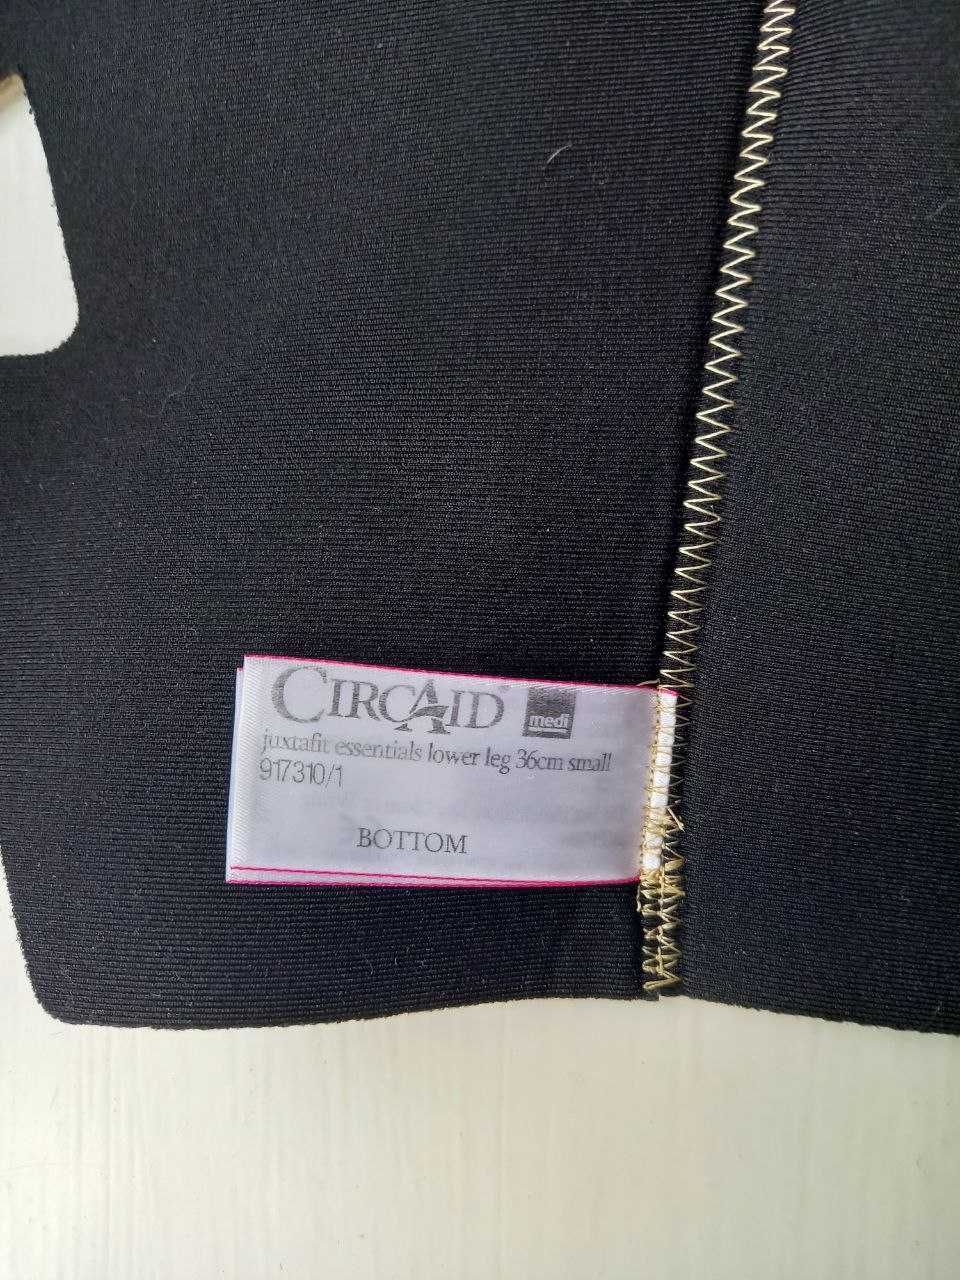 CIRCAID® medi
juxtafit essentials lower leg 36cm small
917310/1
BOTTOM